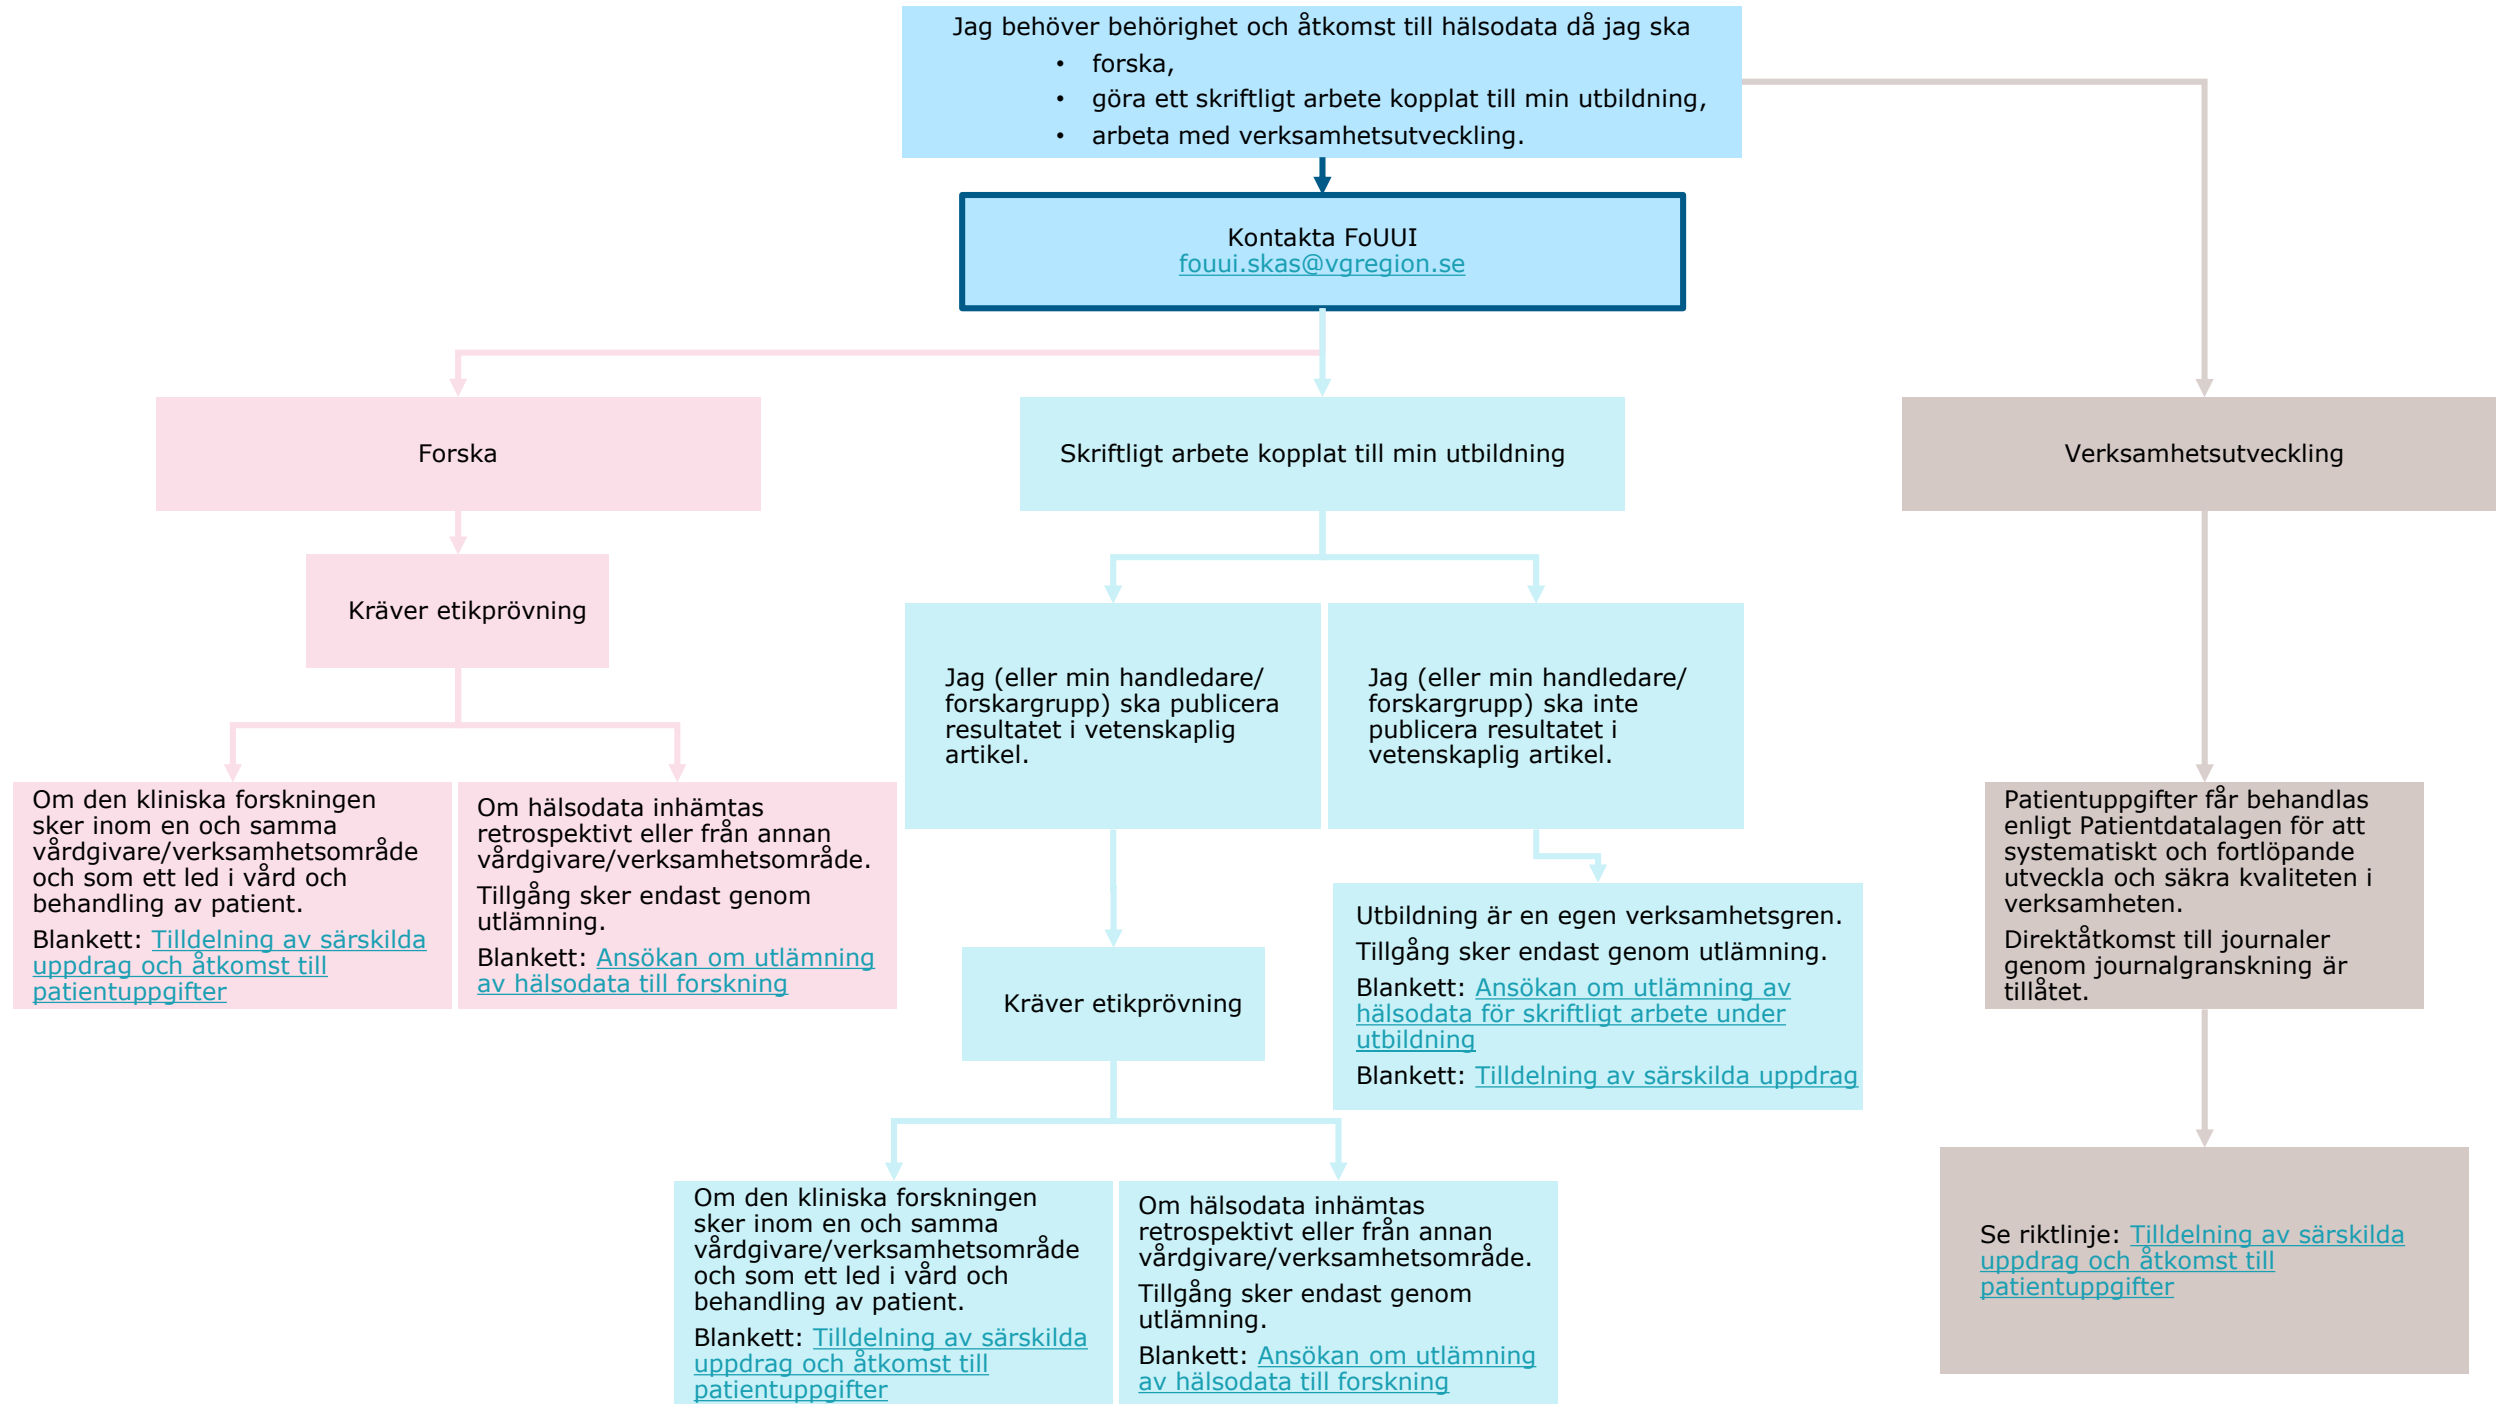 Jag behöver behörighet och åtkomst till hälsodata då jag ska
• forska,
• göra ett skriftligt arbete kopplat till min utbildning,
• arbeta med verksamhetsutveckling.
Kontakta FoUUI
fouui.skas@vgregion.se
Forska
Skriftligt arbete kopplat till min utbildning
Verksamhetsutveckling
Kräver etikprövning
Jag (eller min handledare/
forskargrupp) ska publicera
resultatet i vetenskaplig
artikel.
Jag (eller min handledare/
forskargrupp) ska inte
publicera resultatet i
vetenskaplig artikel.
Om den kliniska forskningen
sker inom en och samma
vårdgivare/verksamhetsområde
och som ett led i vård och
behandling av patient.
Blankett: Tilldelning av särskilda
uppdrag och åtkomst till
patientuppgifter
Om hälsodata inhämtas
retrospektivt eller från annan
vårdgivare/verksamhetsområde.
Tillgång sker endast genom
utlämning.
Blankett: Ansökan om utlämning
av hälsodata till forskning
Patientuppgifter får behandlas
enligt Patientdatalagen för att
systematiskt och fortlöpande
utveckla och säkra kvaliteten i
verksamheten.
Direktåtkomst till journaler
genom journalgranskning är
tillåtet.
Utbildning är en egen verksamhetsgren.
Tillgång sker endast genom utlämning.
Blankett: Ansökan om utlämning av
hälsodata för skriftligt arbete under
utbildning
Blankett: Tilldelning av särskilda uppdrag
Kräver etikprövning
Om den kliniska forskningen
sker inom en och samma
vårdgivare/verksamhetsområde
och som ett led i vård och
behandling av patient.
Blankett: Tilldelning av särskilda
uppdrag och åtkomst till
patientuppgifter
Om hälsodata inhämtas
retrospektivt eller från annan
vårdgivare/verksamhetsområde.
Tillgång sker endast genom
utlämning.
Blankett: Ansökan om utlämning
av hälsodata till forskning
Se riktlinje: Tilldelning av särskilda
uppdrag och åtkomst till
patientuppgifter